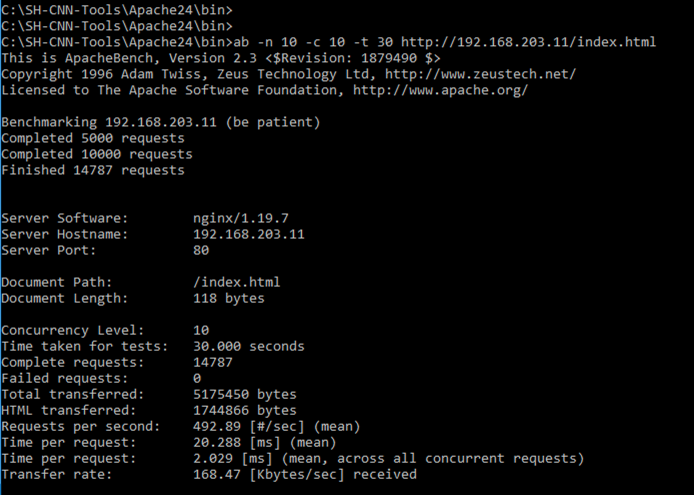 C:\SH-CNN-Tools\Apache24\bin>
C:\SH-CNN-Tools\Apache24\bin>
C:\SH-CNN-Tools\Apache24\bin>ab -n 10 -c 10 -t 30 http://192.168.203.11/index.html
This is ApacheBench, Version 2.3 <$Revision: 1879490 $>
Copyright 1996 Adam Twiss, Zeus Technology Ltd, http://www.zeustech.net/
Licensed to The Apache Software Foundation, http://www.apache.org/

Benchmarking 192.168.203.11 (be patient)
Completed 5000 requests
Completed 10000 requests
Finished 14787 requests

Server Software:        nginx/1.19.7
Server Hostname:        192.168.203.11
Server Port:            80

Document Path:          /index.html
Document Length:        118 bytes

Concurrency Level:      10
Time taken for tests:   30.000 seconds
Complete requests:      14787
Failed requests:        0
Total transferred:      5175450 bytes
HTML transferred:       1744866 bytes
Requests per second:    492.89 [#/sec] (mean)
Time per request:       20.288 [ms] (mean)
Time per request:       2.029 [ms] (mean, across all concurrent requests)
Transfer rate:          168.47 [Kbytes/sec] received